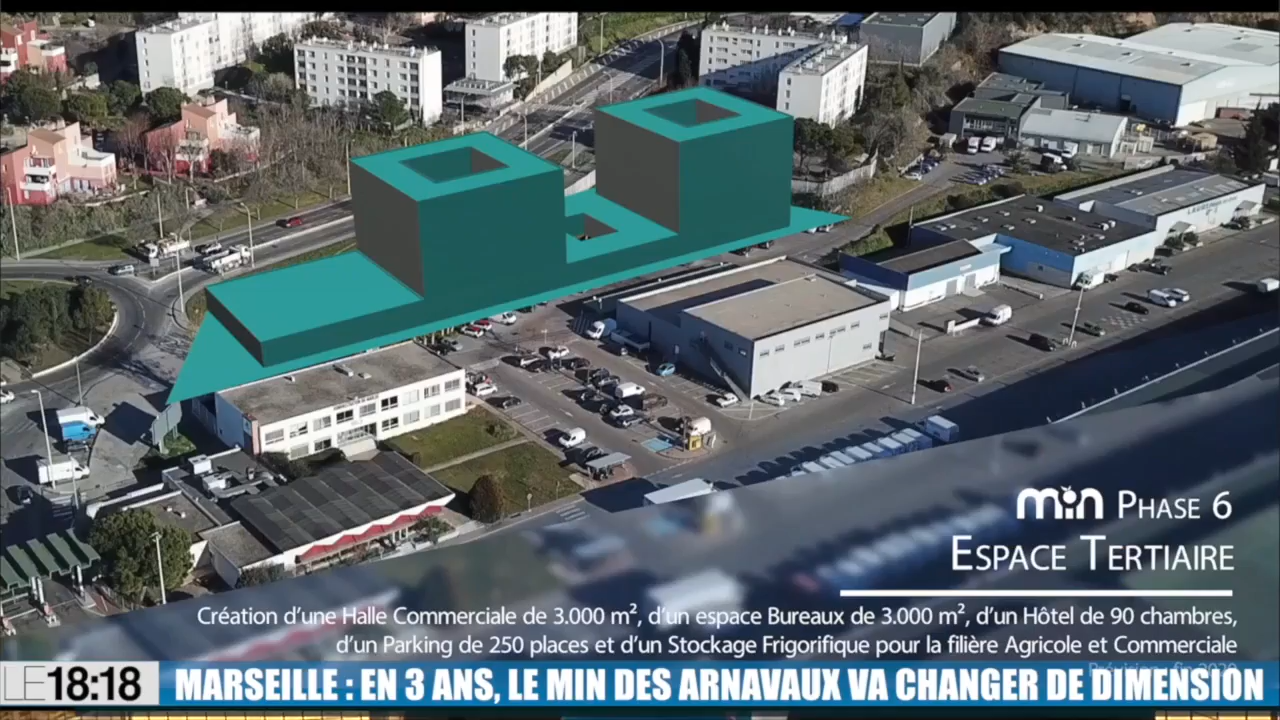 min PHASE 6
ESPACE TERTIAIRE
Création d'une Halle Commerciale de 3.000 m², d'un espace Bureaux de 3.000 m², d'un Hôtel de 90 chambres,
d'un Parking de 250 places et d'un Stockage Frigorifique pour la filière Agricole et Commerciale
LE 18:18
MARSEILLE : EN 3 ANS, LE MIN DES ARNAVAUX VA CHANGER DE DIMENSION